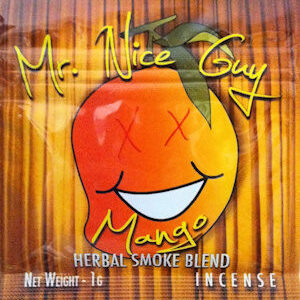 Mr. Nice Guy
Mango
HERBAL SMOKE BLEND
NET WEIGHT - 1G
INCENSE